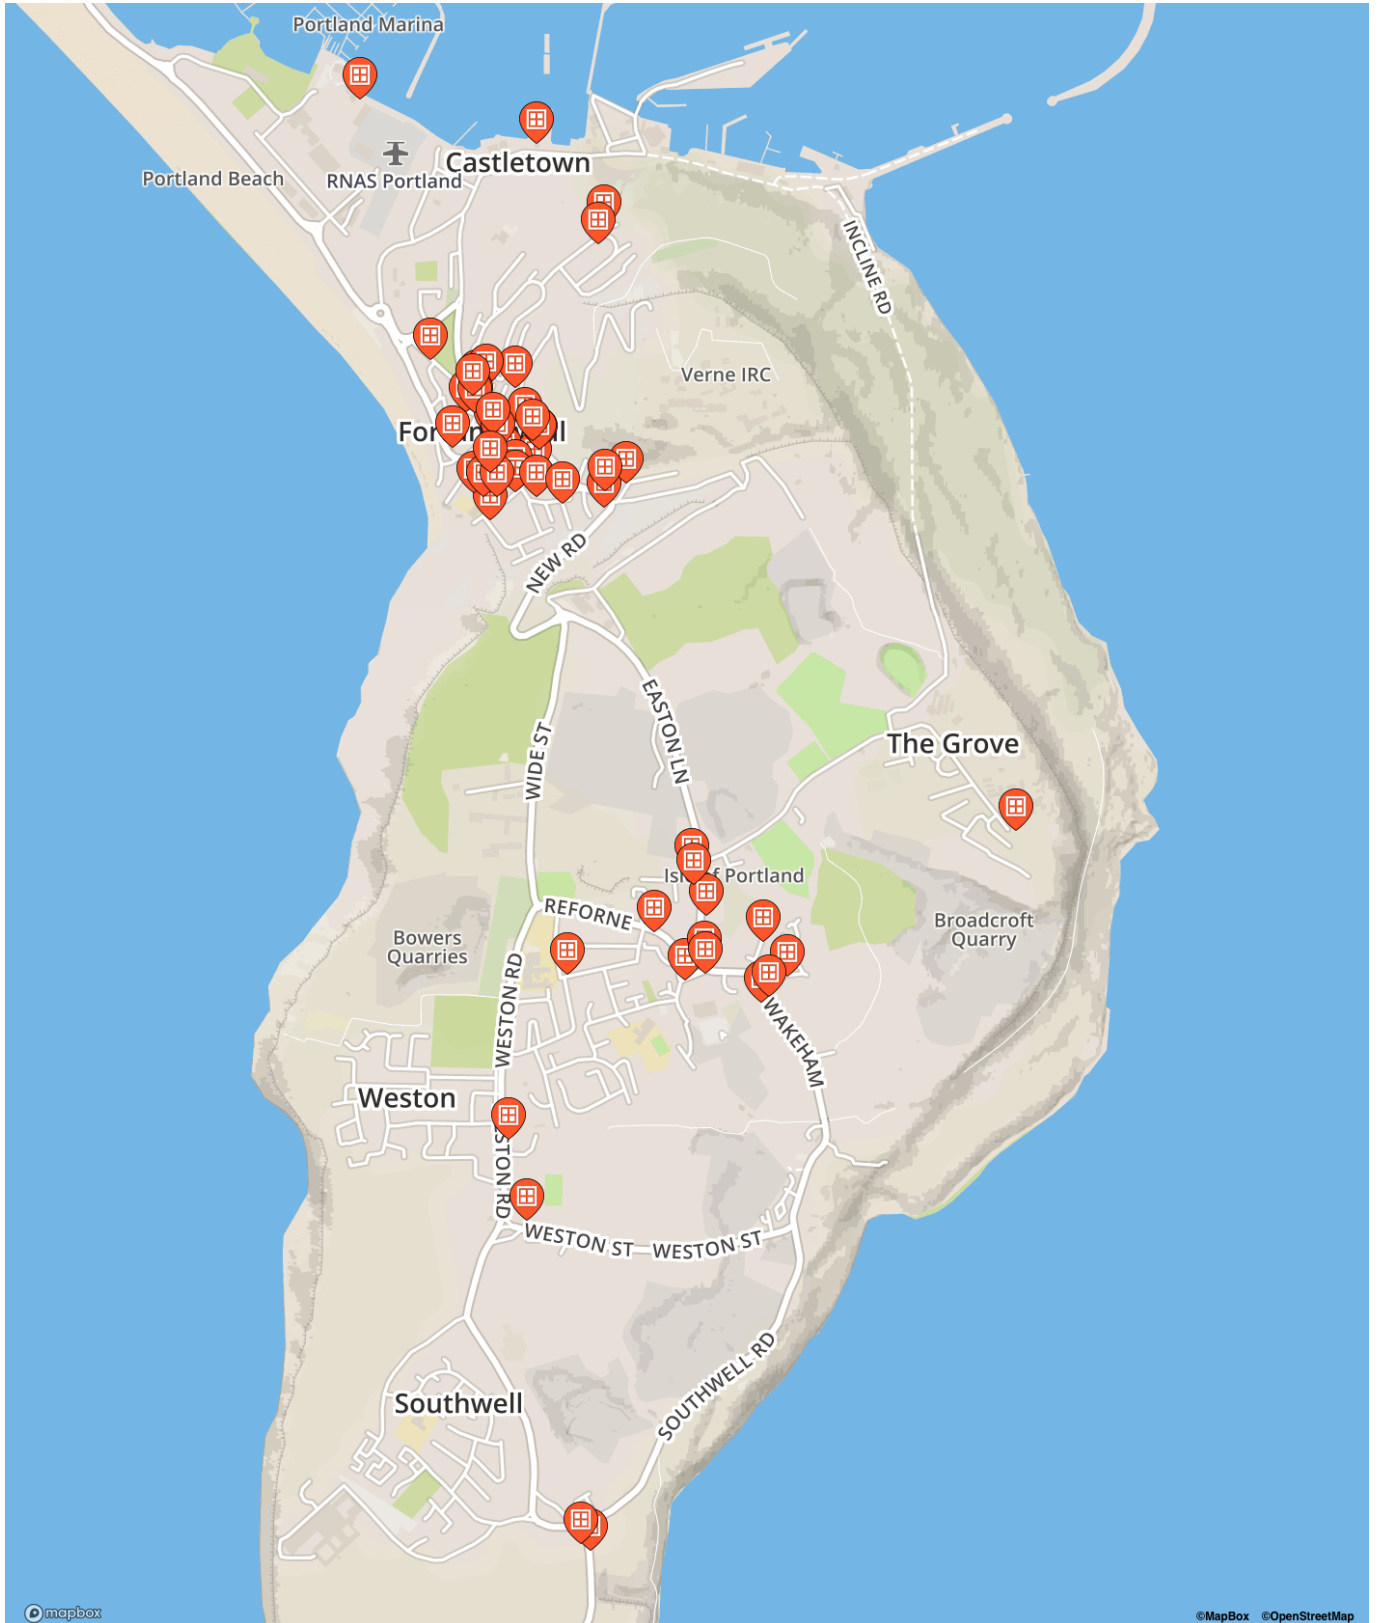 Portland Marina
Castletown
Portland Beach
RNAS Portland
INCLINE RD
Verne IRC
NEW RD
EASTON LN
WIDE ST
The Grove
Portland
REFORNE
Bowers
Quarries
Broadcroft
Quarry
WESTON RD
WAKEHAM
Weston
RD
WESTON ST
WESTON ST
SOUTHWELL RD
Southwell
mapbox
©MapBox ©OpenStreetMap